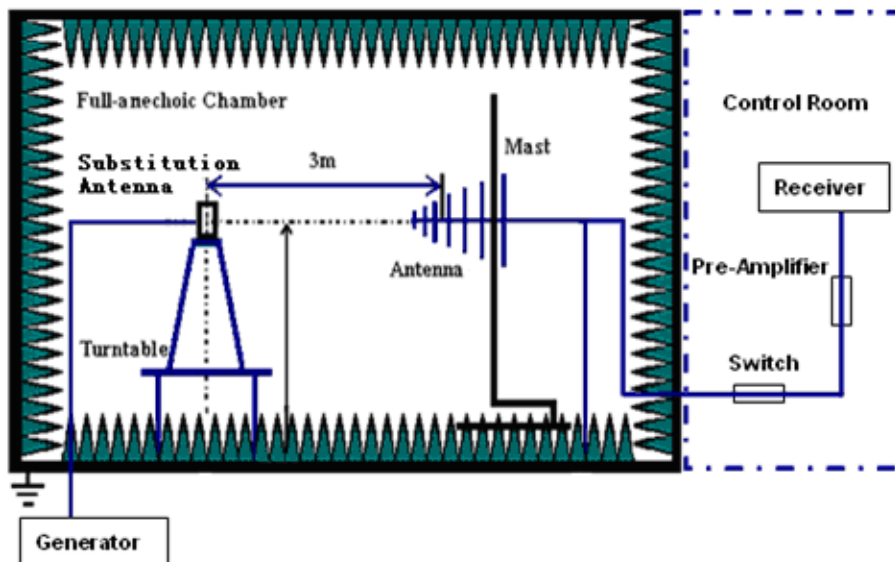 Full-anechoic Chamber
Control Room
Substitution
Antenna
3m
Mast
Receiver
Antenna
Pre-Amplifier
Turntable
Switch
Generator